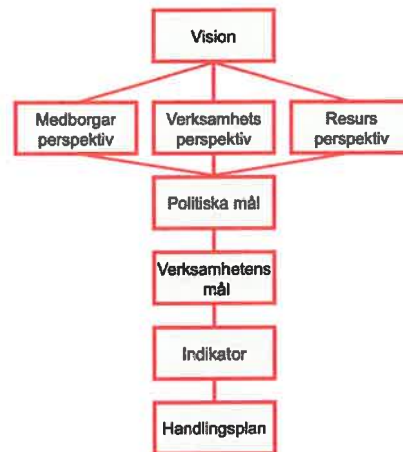 Vision
Medborgar
perspektiv
Verksamhets
perspektiv
Resurs
perspektiv
Politiska mål
Verksamhetens
mål
Indikator
Handlingsplan